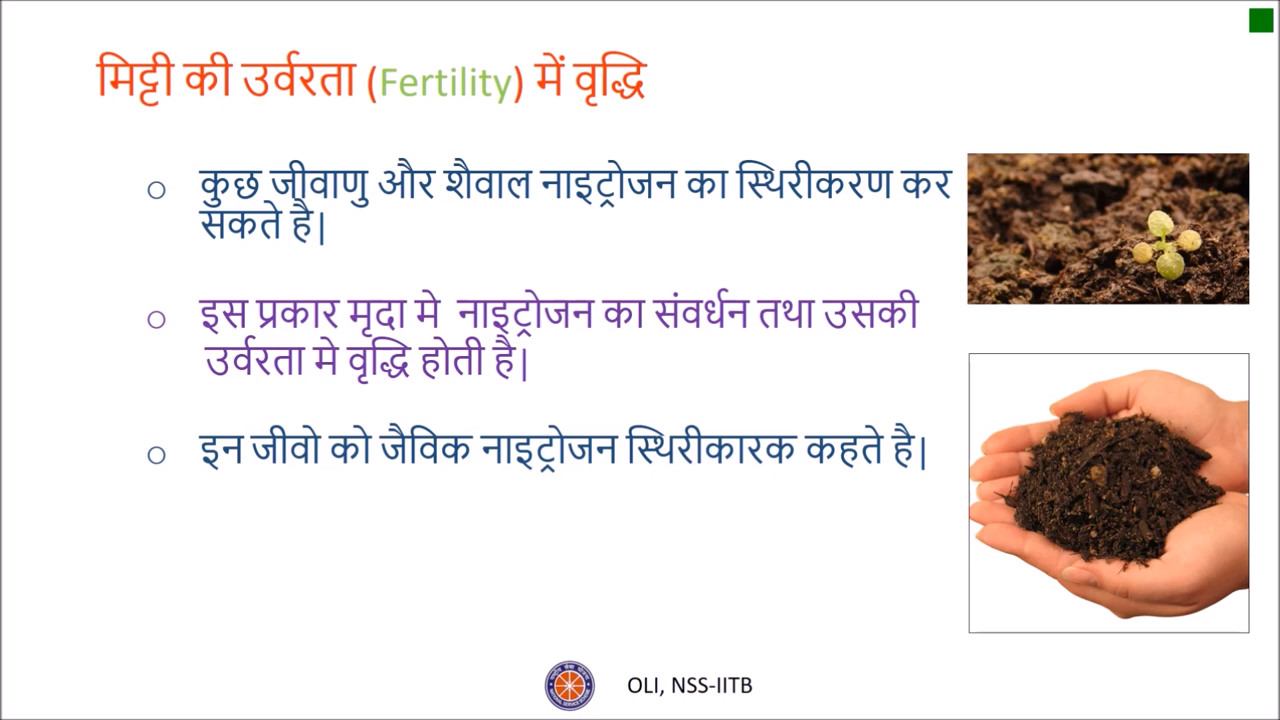 मिट्टी की उर्वरता (Fertility) में वृद्धि
कुछ जीवाणु और शैवाल नाइट्रोजन का स्थिरीकरण कर
सकते है|
इस प्रकार मृदा मे नाइट्रोजन का संवर्धन तथा उसकी
उर्वरता मे वृद्धि होती है|
इन जीवो को जैविक नाइट्रोजन स्थिरीकारक कहते है|
OLI, NSS-IITB